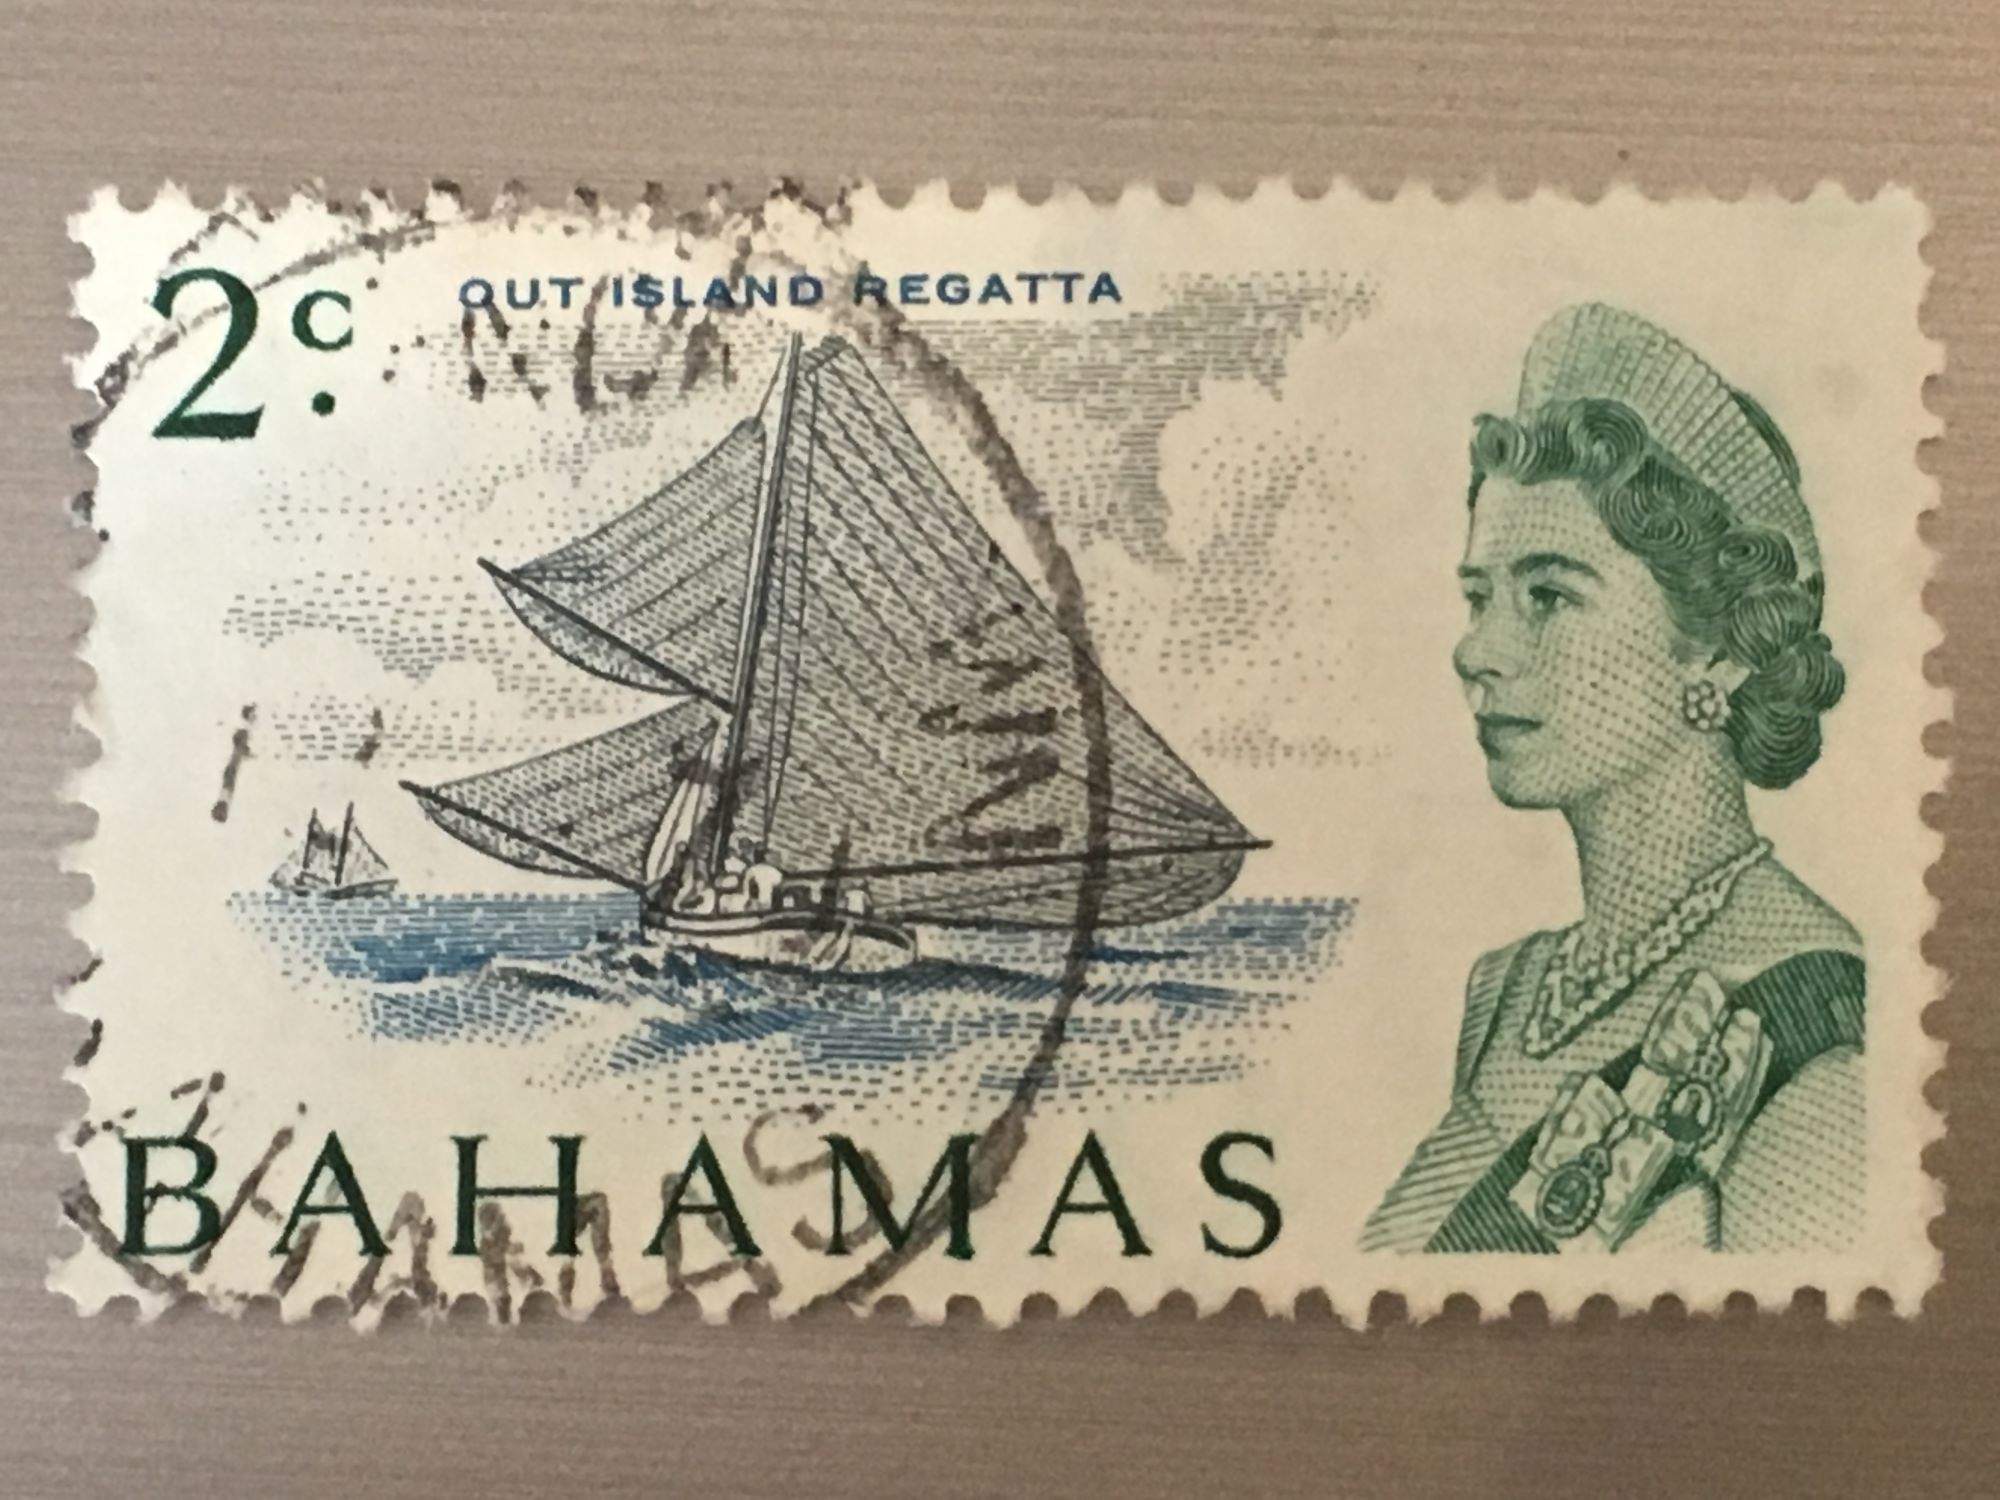 2c.
OUT ISLAND REGATTA
BAHAMAS